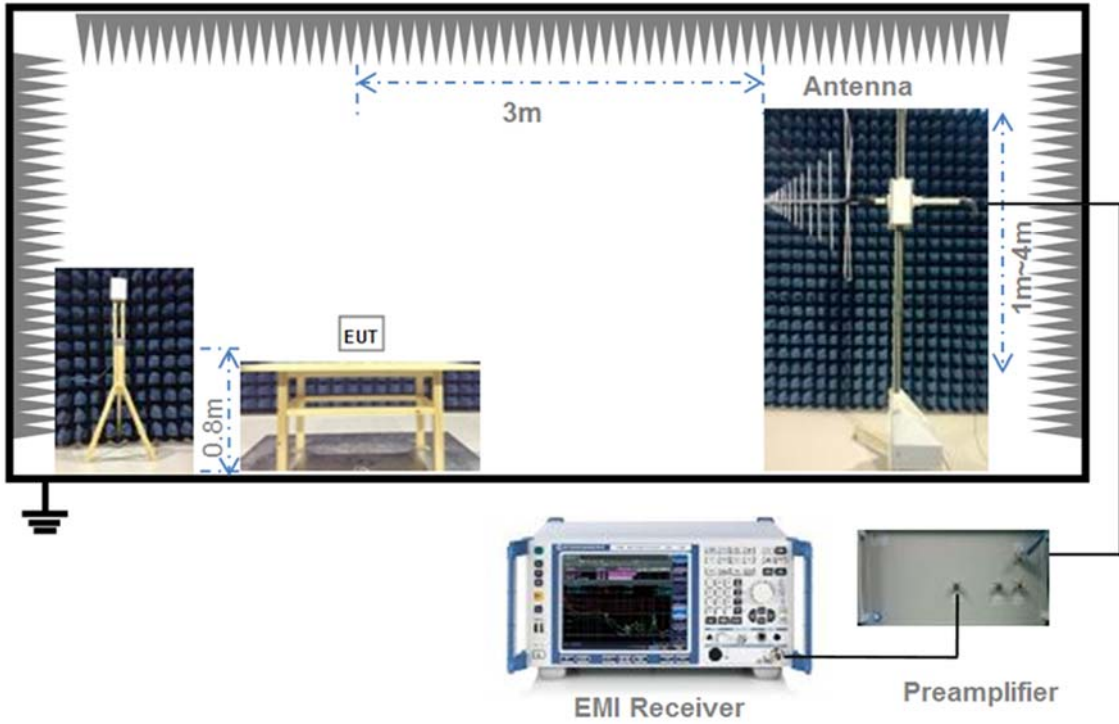 Antenna
3m
1m~4m
EUT
0.8m
EMI Receiver
Preamplifier